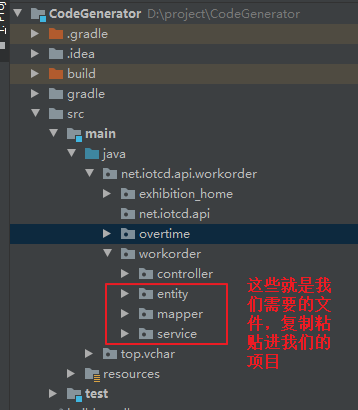 CodeGenerator D:\project\CodeGenerator
.gradle
.idea
build
gradle
src
main
java
net.iotcd.api.workorder
exhibition_home
net.iotcd.api
overtime
workorder
controller
entity
mapper
service
这些就是我
们需要的文
件，复制粘
贴进我们的
项目
top.vchar
resources
test